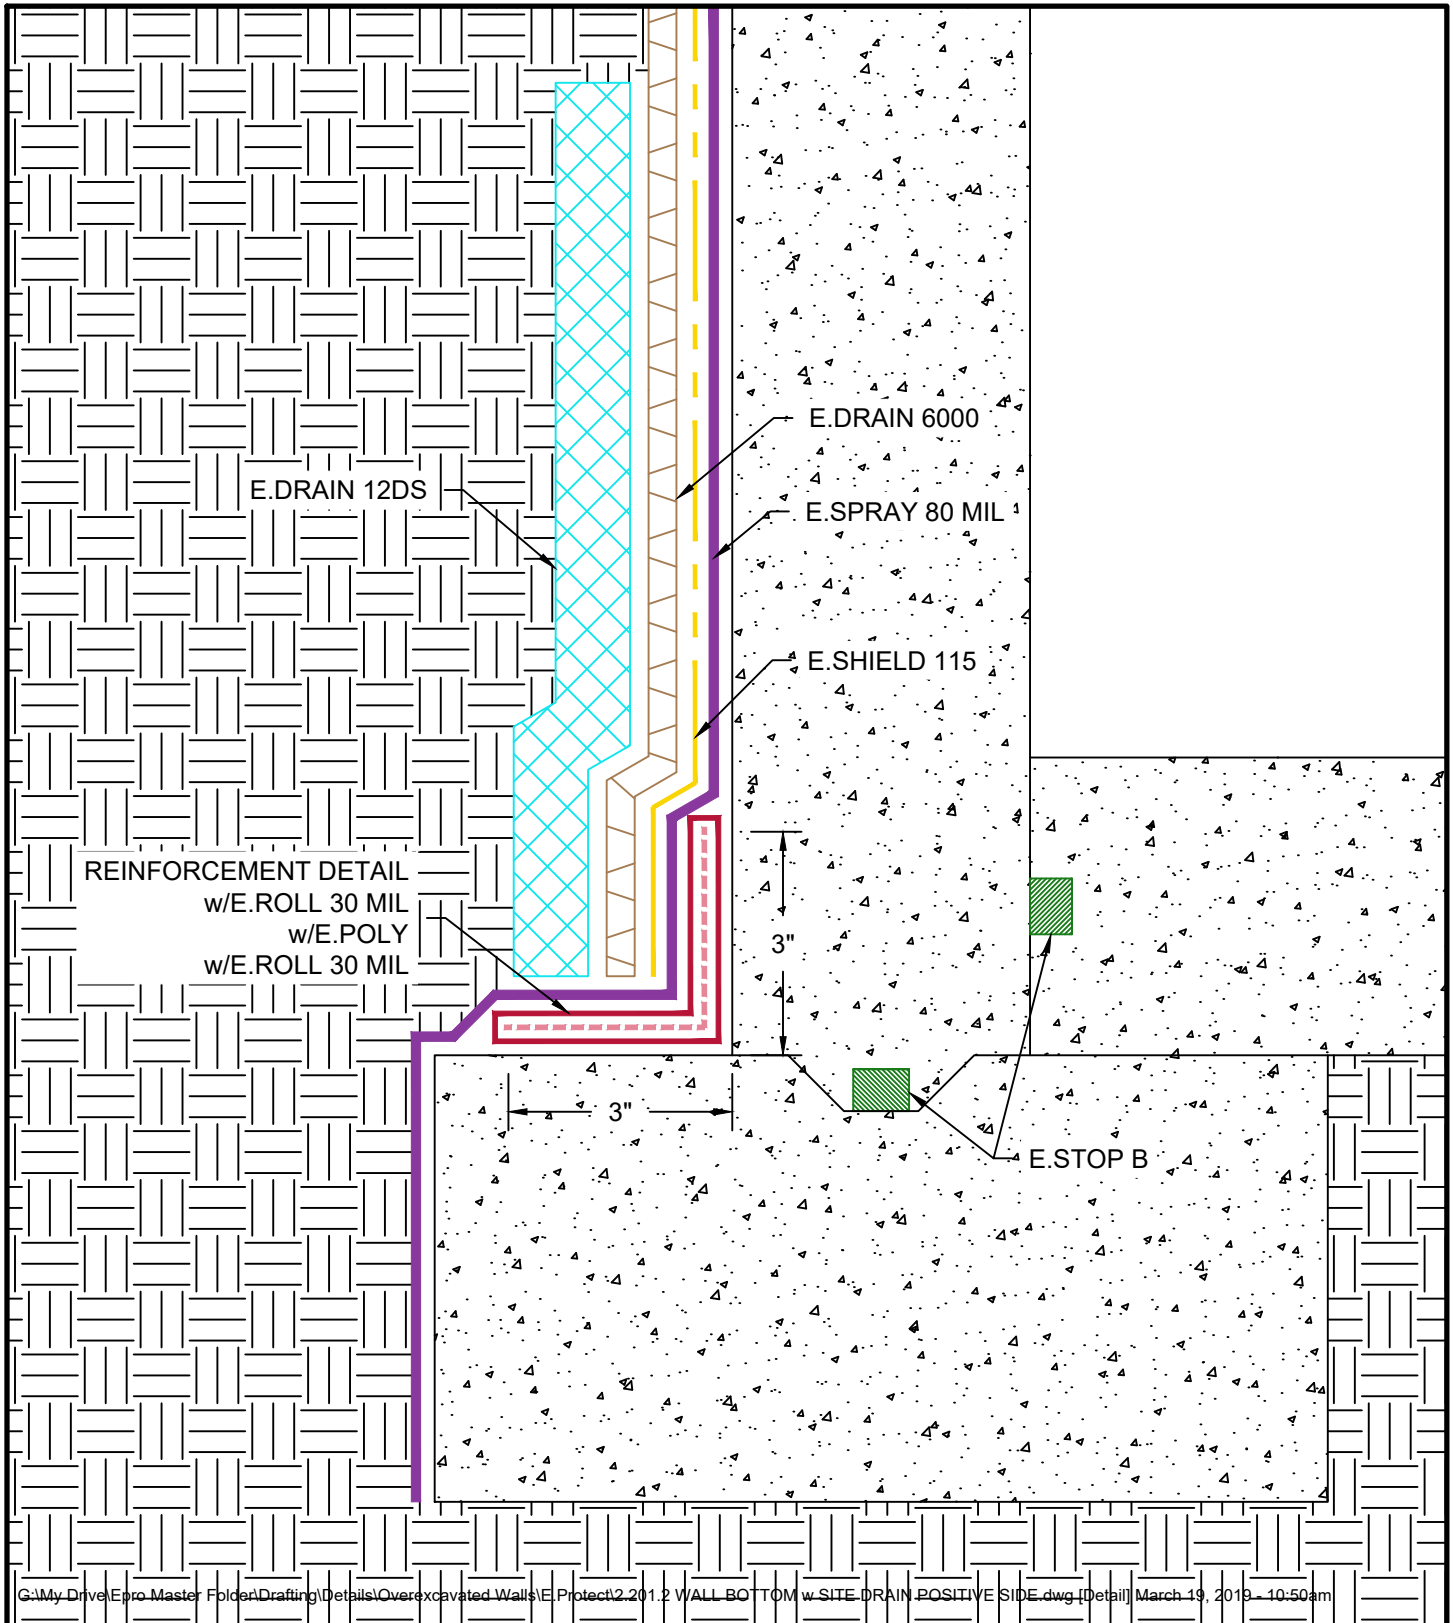 E.DRAIN 6000
E.DRAIN 12DS
E.SPRAY 80 MIL
E.SHIELD 115
REINFORCEMENT DETAIL
w/E.ROLL 30 MIL
w/E.POLY
w/E.ROLL 30 MIL
3"
3"
E.STOP B
G:\My Drive\Epro Master Folder\Drafting\Details\Overexcavated Walls\E.Protect\2.201.2 WALL BOTTOM w SITE DRAIN POSITIVE SIDE.dwg [Detail] March 19, 2019 - 10:50am